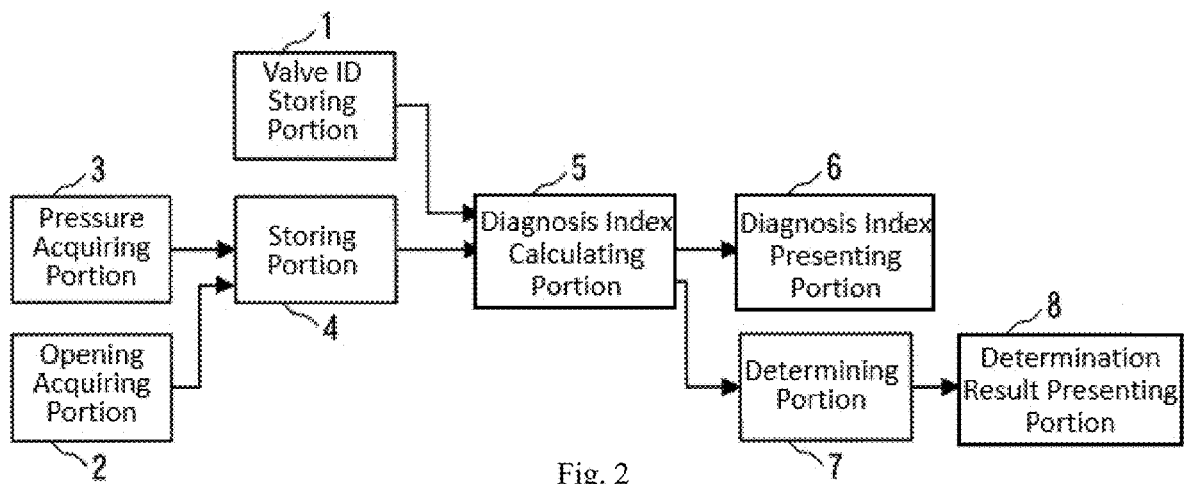 1
Valve ID
Storing
Portion
3
Pressure
Acquiring
Portion
Storing
Portion
4
5
Diagnosis Index
Calculating
Portion
6
Diagnosis Index
Presenting
Portion
Opening
Acquiring
Portion
2
Determining
Portion
7
8
Determination
Result Presenting
Portion
Fig. 2